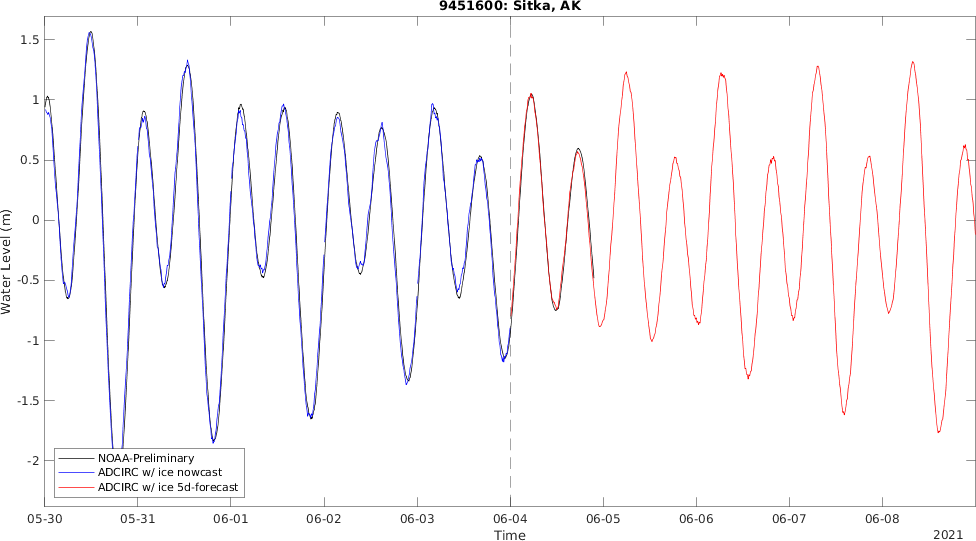 9451600: Sitka, AK
1.5
1
0.5
0
-0.5
-1
-1.5
-2
Water Level (m)
NOAA-Preliminary
ADCIRC w/ ice nowcast
ADCIRC w/ ice 5d-forecast
05-30 05-31 06-01 06-02 06-03 06-04 06-05 06-06 06-07 06-08
Time
2021